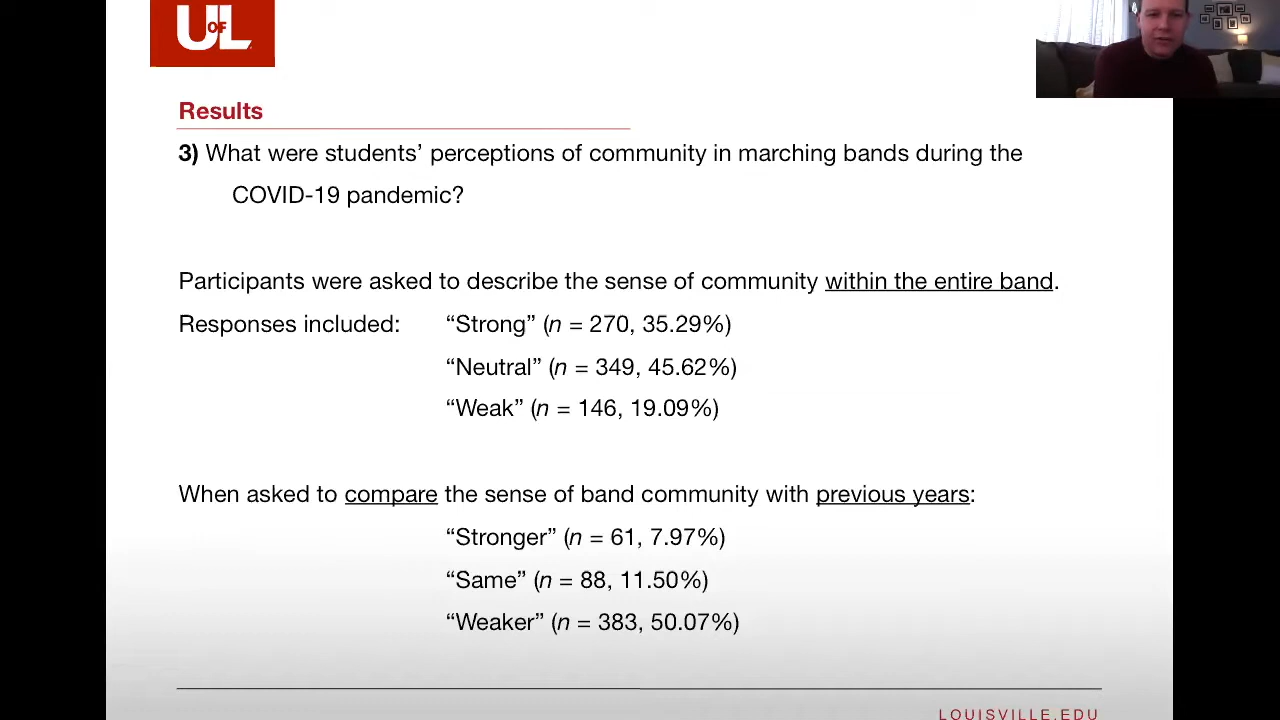 UofL
Results
3) What were students’ perceptions of community in marching bands during the
COVID-19 pandemic?
Participants were asked to describe the sense of community within the entire band.
Responses included: “Strong” (n = 270, 35.29%)
“Neutral” (n = 349, 45.62%)
“Weak” (n = 146, 19.09%)
When asked to compare the sense of band community with previous years:
“Stronger” (n = 61, 7.97%)
“Same” (n = 88, 11.50%)
“Weaker” (n = 383, 50.07%)
LOUISVILLE.EDU